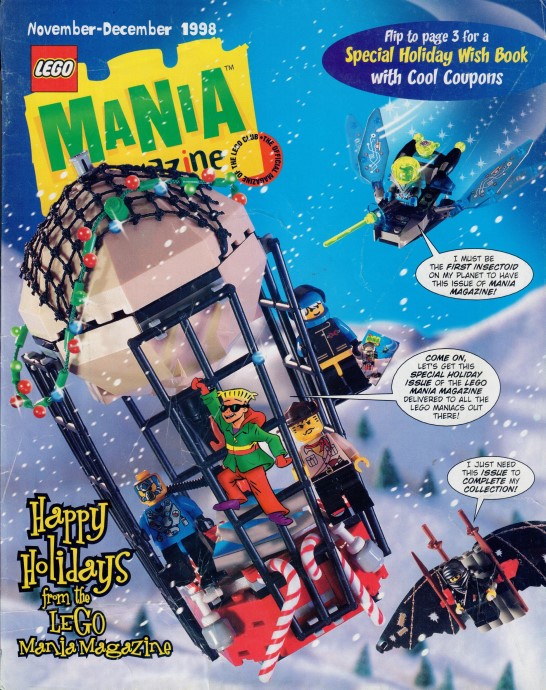 November-December 1998
Flip to page 3 for a
Special Holiday Wish Book
with Cool Coupons
LEGO
MANIA™
magazine
THE OFFICIAL MAGAZINE OF THE LEGO CLUB
I MUST BE
THE FIRST INSECTOID
ON MY PLANET TO HAVE
THIS ISSUE OF MANIA
MAGAZINE!
COME ON,
LET'S GET THIS
SPECIAL HOLIDAY
ISSUE OF THE LEGO
MANIA MAGAZINE
DELIVERED TO ALL THE
LEGO MANIACS OUT
THERE!
I JUST NEED
THIS ISSUE TO
COMPLETE MY
COLLECTION!
Happy
Holidays
from the
LEGO
Mania Magazine